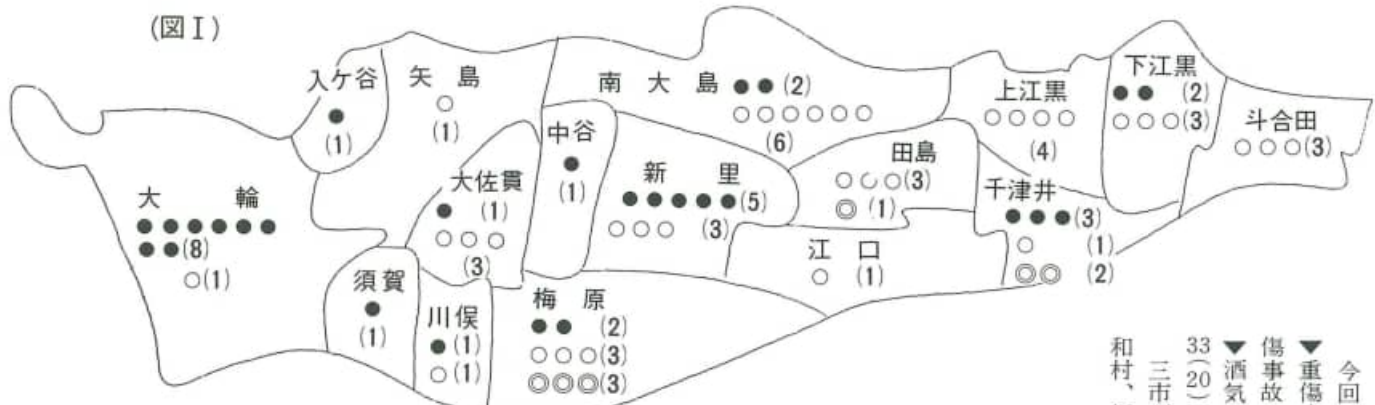 (図Ⅰ)
入ケ谷
●
(1)
矢島
○
(1)
南大島 ●● (2)
○○○○○○
(6)
上江黒
○○○○
(4)
下江黒
●● (2)
○○○(3)
斗合田
○○○(3)
大輪
●●●●●●
●●(8)
○(1)
大佐貫
● (1)
○○○
(3)
中谷
●
(1)
新里
●●●●●(5)
○○○ (3)
田島
○○○(3)
◎ (1)
千津井
●●●(3)
○ (1)
◎◎ (2)
江口
○ (1)
須賀
●
(1)
川俣
●(1)
○(1)
梅原
●● (2)
○○○(3)
◎◎◎(3)
今回
▼重傷
傷事故
▼酒気
33(20)
三市
和村、